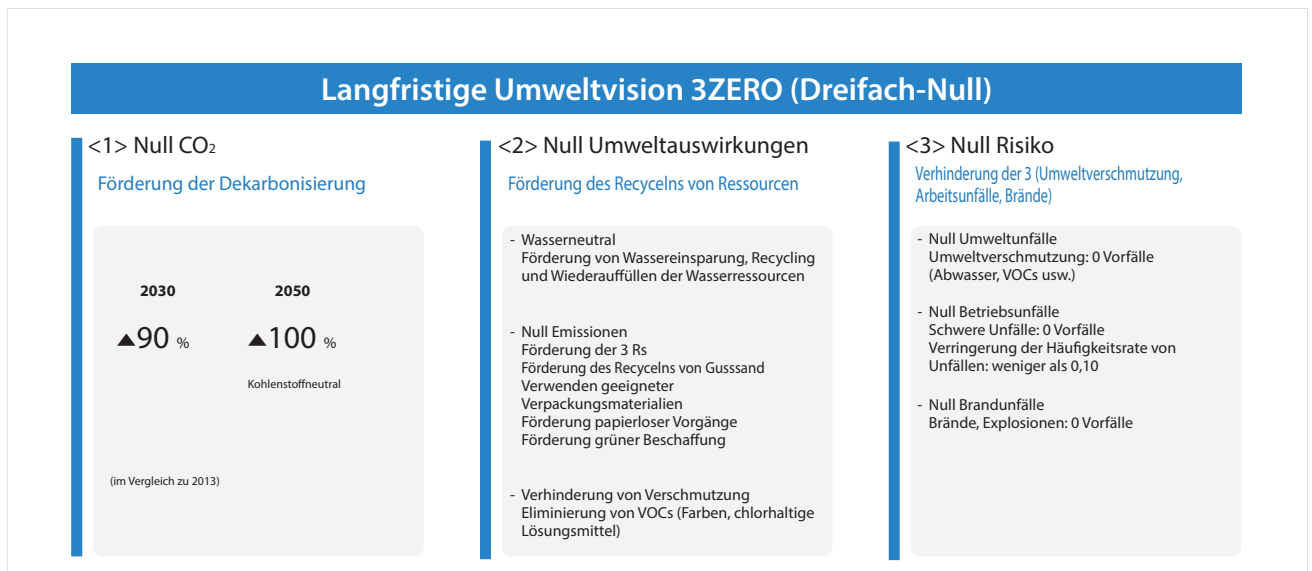 Langfristige Umweltvision 3ZERO (Dreifach-Null)
<1> Null CO₂
Förderung der Dekarbonisierung
2030 2050
▲90 % ▲100 %
Kohlenstoffneutral
(im Vergleich zu 2013)
<2> Null Umweltauswirkungen
Förderung des Recycelns von Ressourcen
- Wasserneutral
Förderung von Wassereinsparung, Recycling
und Wiederauffüllen der Wasserressourcen
- Null Emissionen
Förderung der 3 Rs
Förderung des Recycelns von Gusssand
Verwenden geeigneter
Verpackungsmaterialien
Förderung papierloser Vorgänge
Förderung grüner Beschaffung
- Verhinderung von Verschmutzung
Eliminierung von VOCs (Farben, chlorhaltige
Lösungsmittel)
<3> Null Risiko
Verhinderung der 3 (Umweltverschmutzung,
Arbeitsunfälle, Brände)
- Null Umweltunfälle
Umweltverschmutzung: 0 Vorfälle
(Abwasser, VOCs usw.)
- Null Betriebsunfälle
Schwere Unfälle: 0 Vorfälle
Verringerung der Häufigkeitsrate von
Unfällen: weniger als 0,10
- Null Brandunfälle
Brände, Explosionen: 0 Vorfälle